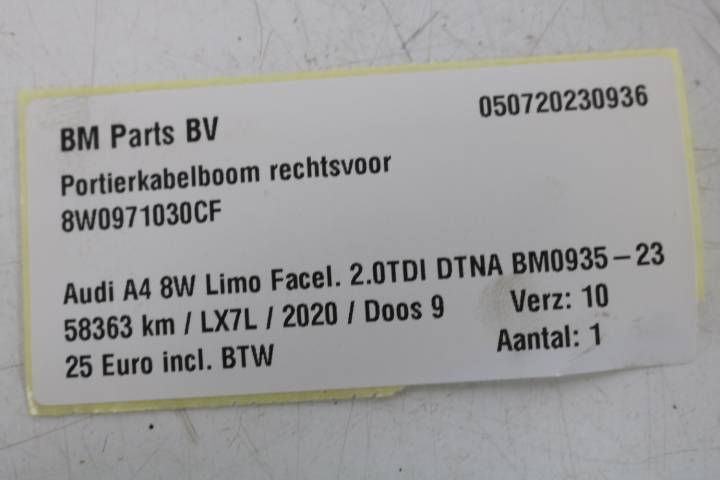 BM Parts BV 050720230936
Portierkabelboom rechtsvoor
8W0971030CF
Audi A4 8W Limo Facel. 2.0TDI DTNA BM0935-23
58363 km / LX7L / 2020 / Doos 9 Verz: 10
25 Euro incl. BTW Aantal: 1